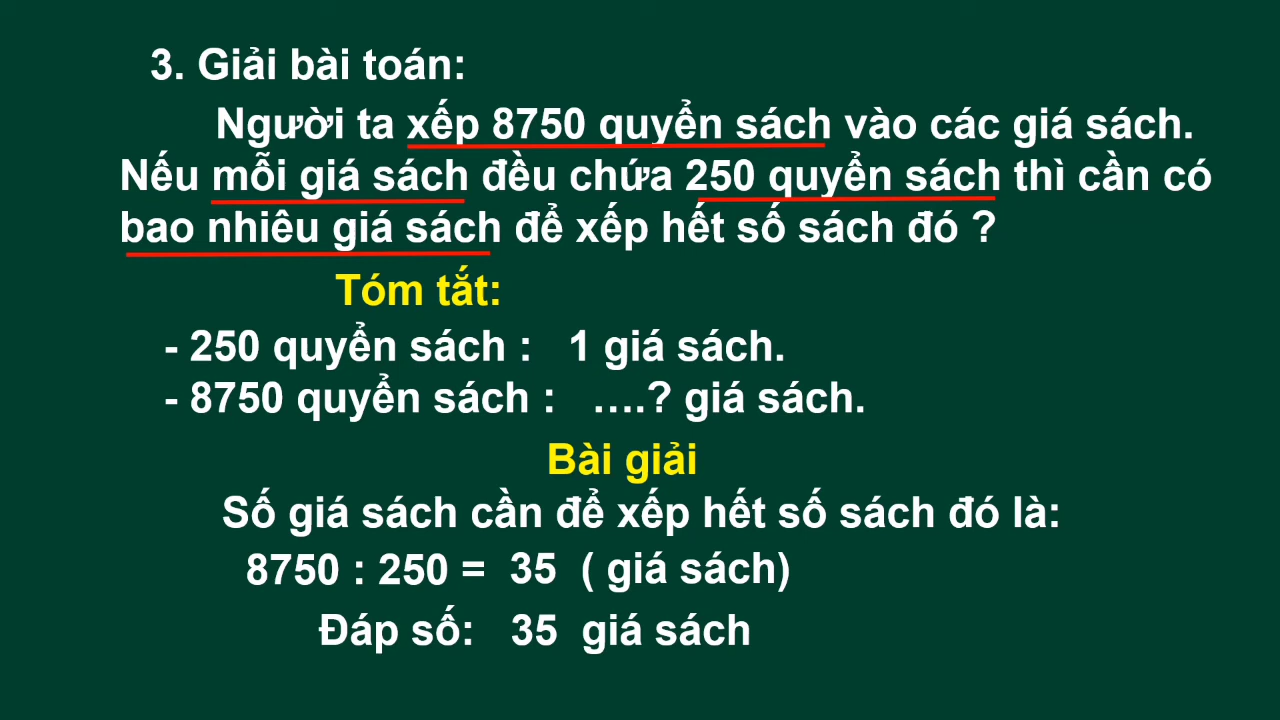 3. Giải bài toán:
Người ta xếp 8750 quyển sách vào các giá sách.
Nếu mỗi giá sách đều chứa 250 quyển sách thì cần có
bao nhiêu giá sách để xếp hết số sách đó ?
Tóm tắt:
- 250 quyển sách : 1 giá sách.
- 8750 quyển sách : ....? giá sách.
Bài giải
Số giá sách cần để xếp hết số sách đó là:
8750 : 250 = 35 ( giá sách)
Đáp số: 35 giá sách